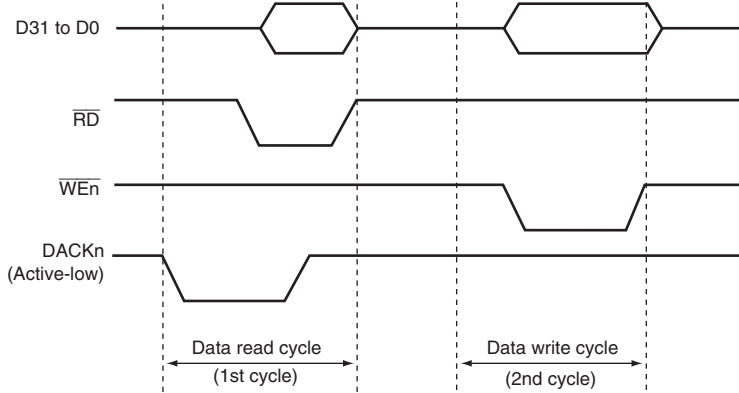 D31 to D0
RD
WEn
DACKn
(Active-low)
Data read cycle
(1st cycle)
Data write cycle
(2nd cycle)